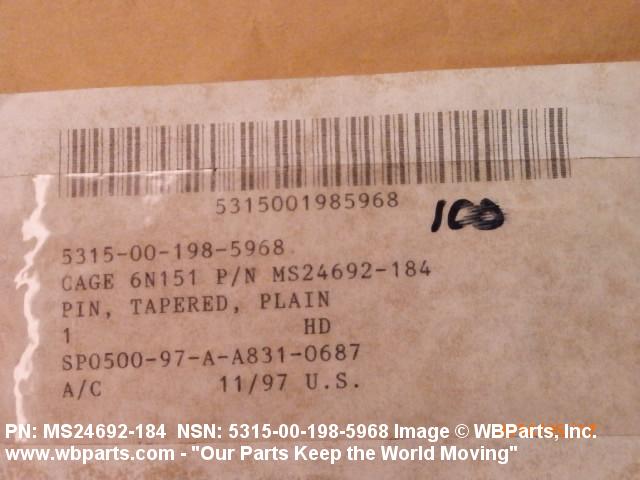 5315001985968
100
5315-00-198-5968
CAGE 6N151 P/N MS24692-184
PIN, TAPERED, PLAIN
1 HD
SP0500-97-A-A831-0687
A/C 11/97 U.S.
PN: MS24692-184 NSN: 5315-00-198-5968 Image © WBParts, Inc.
www.wbparts.com - "Our Parts Keep the World Moving"